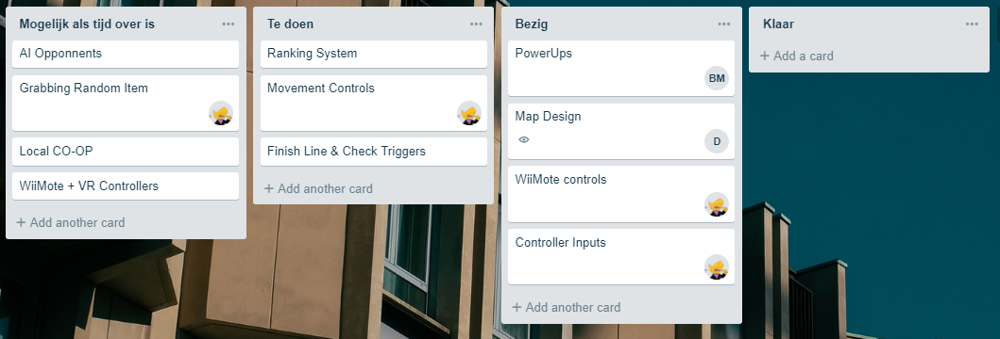 Mogelijk als tijd over is
AI Opponnents
Grabbing Random Item
Local CO-OP
WiiMote + VR Controllers
+ Add another card
Te doen
Ranking System
Movement Controls
Finish Line & Check Triggers
+ Add another card
Bezig
PowerUps
BM
Map Design
D
WiiMote controls
Controller Inputs
+ Add another card
Klaar
+ Add a card